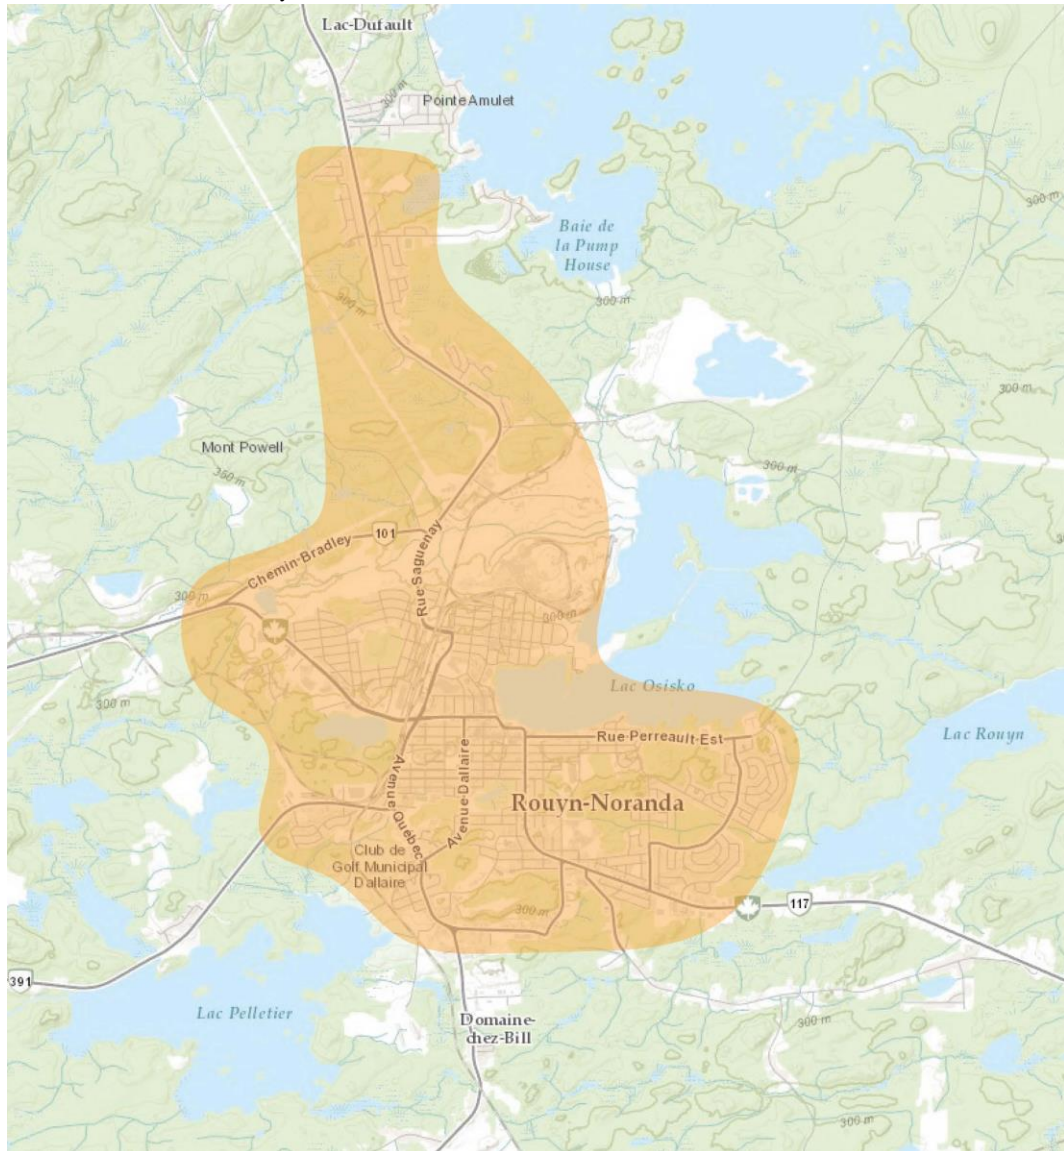 Lac-Dufault
300 m
Pointe Amulet
300 m
Baie de
la Pump
House
300 m
300 m
300 m
Mont Powell
350 m
300 m
101
Chemin-Bradley
Rue Saguenay
300 m
300 m
300 m
Lac Osisko
Rue-Perreault-Est
Lac Rouyn
Avenue-Dallaire
Avenue-Québec
Rouyn-Noranda
Club de
Golf Municipal
Dallaire
300 m
117
391
Lac Pelletier
Domaine-
chez-Bill
300 m
300 m